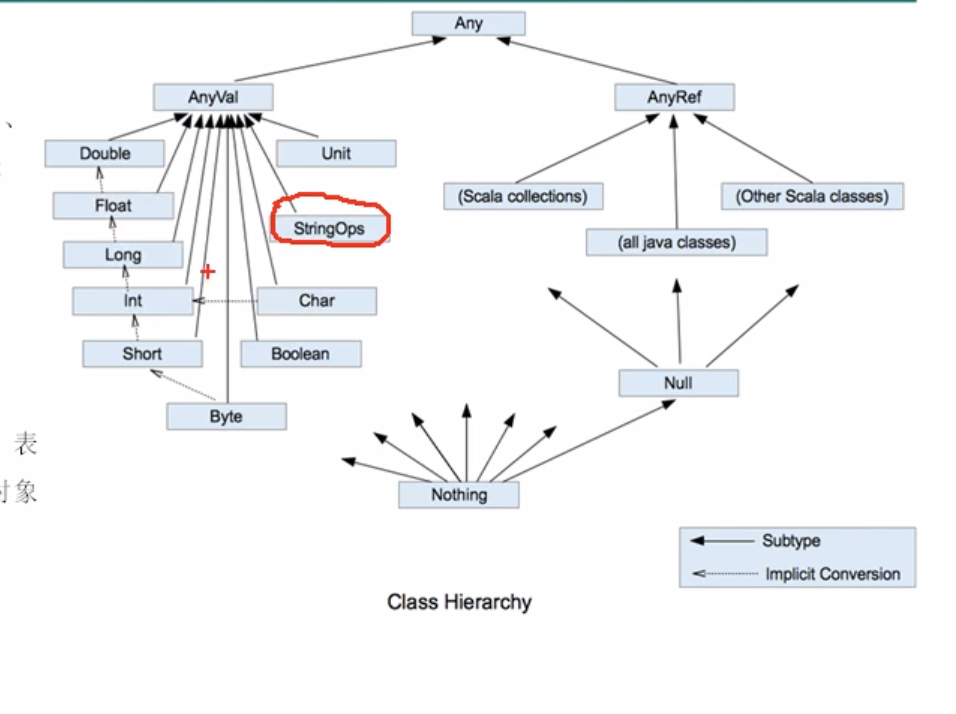 Any
AnyVal
AnyRef
、
Double
Unit
Float
(Scala collections)
(Other Scala classes)
StringOps
(all java classes)
Long
Int
Char
Short
Boolean
Null
Byte
表
对象
Nothing
Subtype
Implicit Conversion
Class Hierarchy